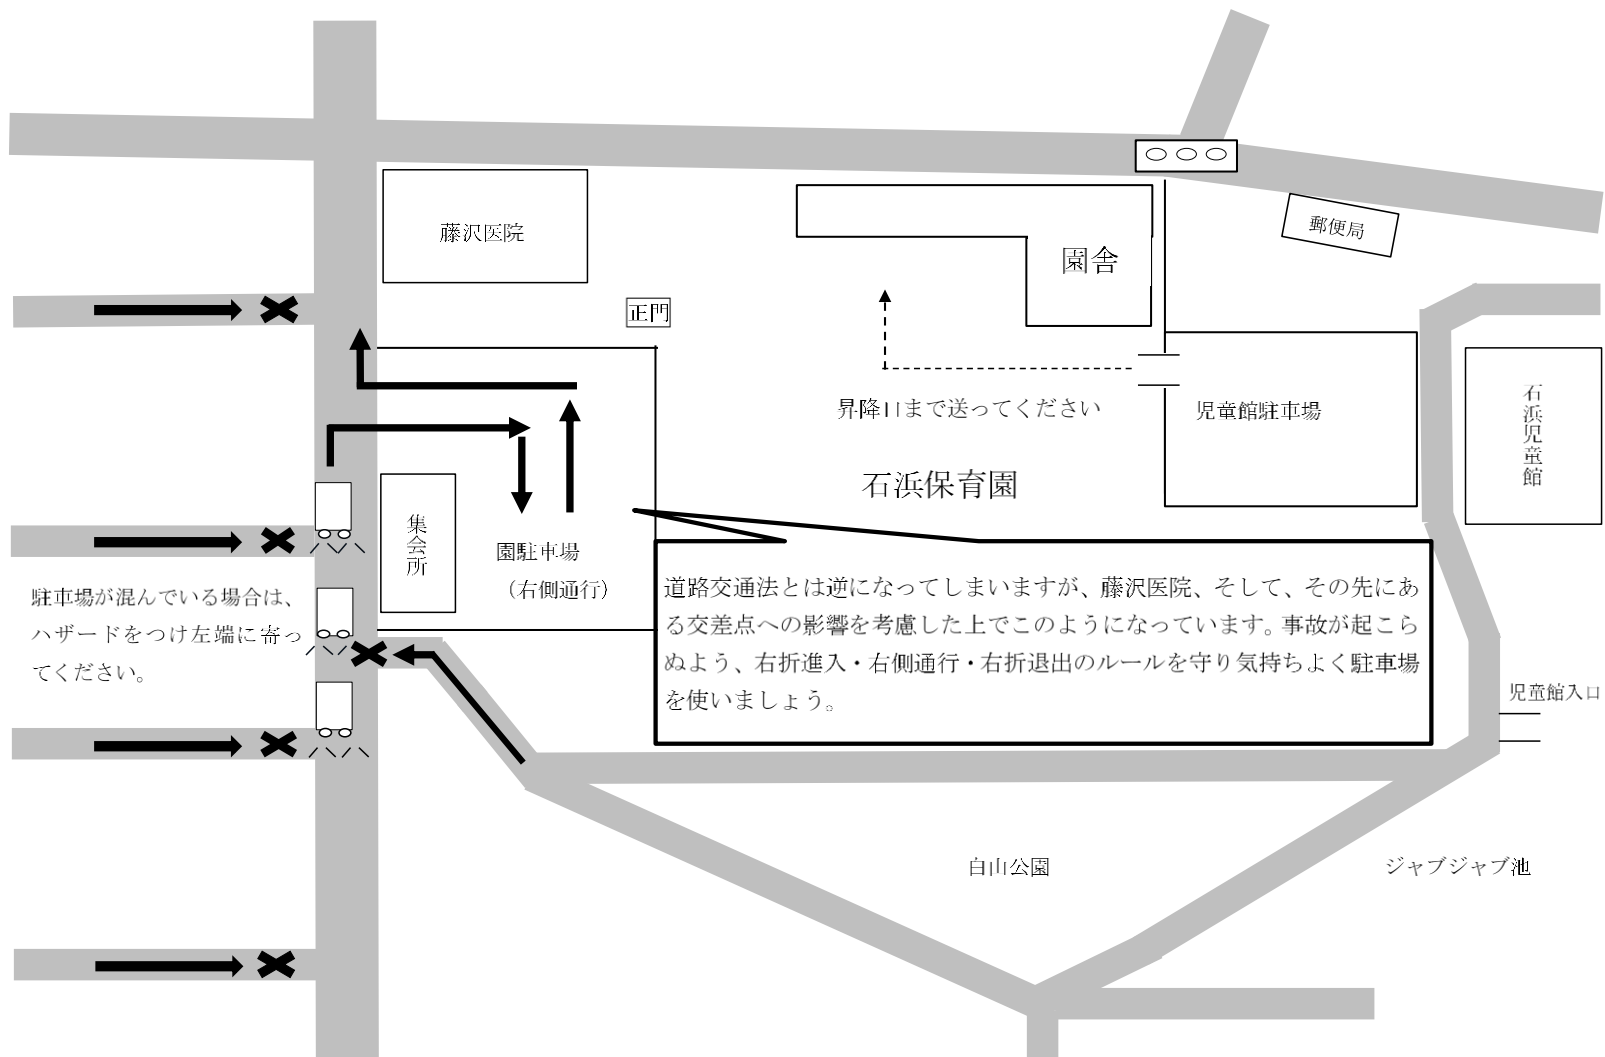 藤沢医院
園舎
郵便局
正門
昇降口まで送ってください
児童館駐車場
石浜児童館
石浜保育園
集会所
園駐車場
（右側通行）
駐車場が混んでいる場合は、
ハザードをつけ左端に寄っ
てください。
道路交通法とは逆になってしまいますが、藤沢医院、そして、その先にあ
る交差点への影響を考慮した上でこのようになっています。事故が起こら
ぬよう、右折進入・右側通行・右折退出のルールを守り気持ちよく駐車場
を使いましょう。
児童館入口
白山公園
ジャブジャブ池